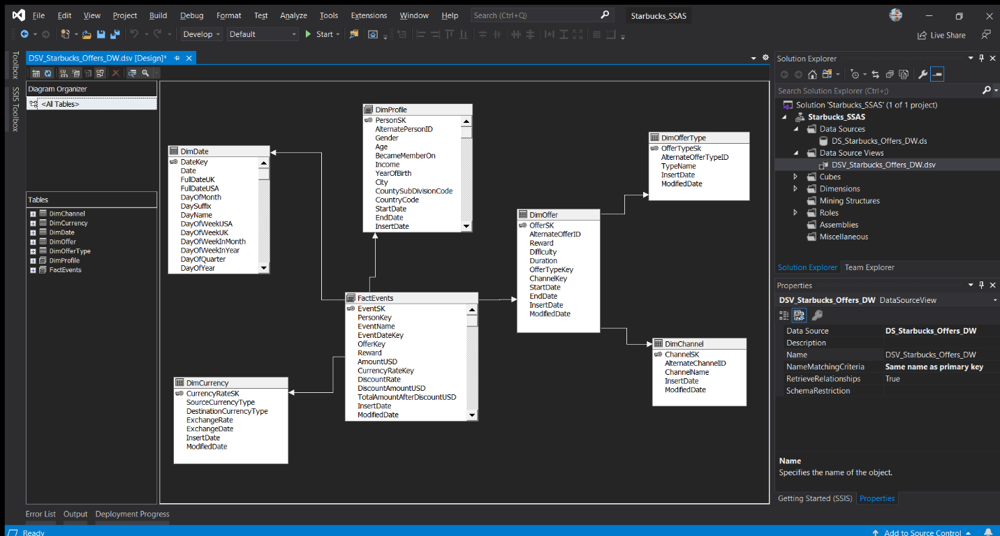 File Edit View Project Build Debug Format Test Analyze Tools Extensions Window Help Search (Ctrl+Q) Starbucks_SSAS
Develop Default Start Live Share
Toolbox
SSIS Toolbox
DSV_Starbucks_Offers_DW.dsv [Design]*
Diagram Organizer
<All Tables>
Tables
DimChannel
DimCurrency
DimDate
DimOffer
DimOfferType
DimProfile
FactEvents
DimDate
DateKey
Date
FullDateUK
FullDateUSA
DayOfMonth
DaySuffix
DayName
DayOfWeekUSA
DayOfWeekUK
DayOfWeekInMonth
DayOfWeekInYear
DayOfQuarter
DayOfYear
DimProfile
PersonSK
AlternatePersonID
Gender
Age
BecameMemberOn
Income
YearOfBirth
City
CountySubDivisionCode
CountryCode
StartDate
EndDate
InsertDate
DimOfferType
OfferTypeSk
AlternateOfferTypeID
TypeName
InsertDate
ModifiedDate
DimOffer
OfferSK
AlternateOfferID
Reward
Difficulty
Duration
OfferTypeKey
ChannelKey
StartDate
EndDate
InsertDate
ModifiedDate
FactEvents
EventSK
PersonKey
EventName
EventDateKey
OfferKey
Reward
AmountUSD
CurrencyRateKey
DiscountRate
DiscountAmountUSD
TotalAmountAfterDiscountUSD
InsertDate
ModifiedDate
DimChannel
ChannelSK
AlternateChannelID
ChannelName
InsertDate
ModifiedDate
DimCurrency
CurrencyRateSK
SourceCurrencyType
DestinationCurrencyType
ExchangeRate
ExchangeDate
InsertDate
ModifiedDate
Solution Explorer
Search Solution Explorer (Ctrl+;)
Solution 'Starbucks_SSAS' (1 of 1 project)
Starbucks_SSAS
Data Sources
DS_Starbucks_Offers_DW.ds
Data Source Views
DSV_Starbucks_Offers_DW.dsv
Cubes
Dimensions
Mining Structures
Roles
Assemblies
Miscellaneous
Solution Explorer Team Explorer
Properties
DSV_Starbucks_Offers_DW DataSourceView
Data Source DS_Starbucks_Offers_DW
Description
Name DSV_Starbucks_Offers_DW
NameMatchingCriteria Same name as primary key
RetrieveRelationships True
SchemaRestriction
Name
Specifies the name of the object.
Getting Started (SSIS) Properties
Error List Output Deployment Progress
Ready Add to Source Control